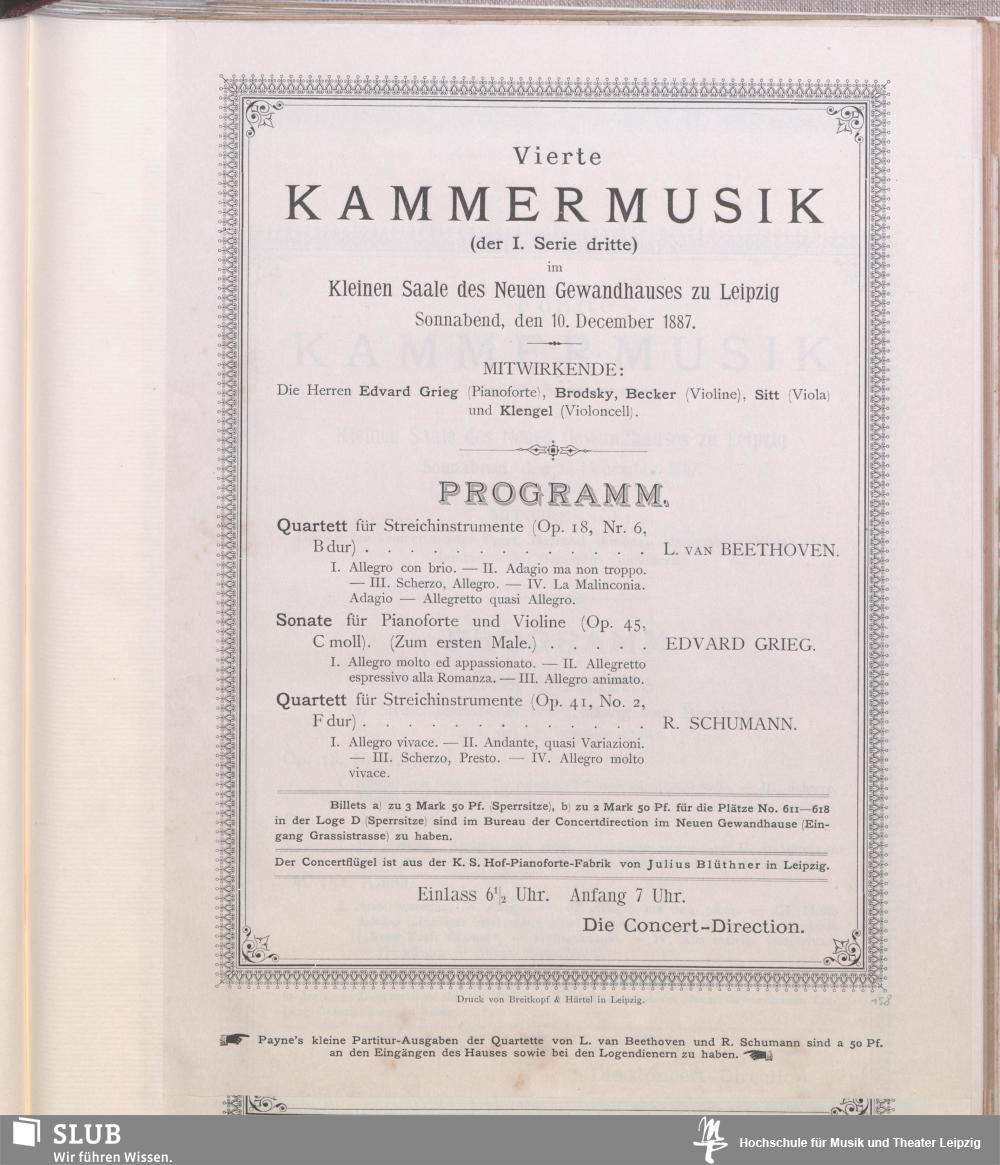 Vierte
KAMMERMUSIK
(der I. Serie dritte)
im
Kleinen Saale des Neuen Gewandhauses zu Leipzig
Sonnabend, den 10. December 1887.
MITWIRKENDE:
Die Herren Edvard Grieg (Pianoforte), Brodsky, Becker (Violine), Sitt (Viola)
und Klengel (Violoncell).
PROGRAMM.
Quartett für Streichinstrumente (Op. 18, Nr. 6,
B dur) . . . . . . . . . . . . . L. VAN BEETHOVEN.
I. Allegro con brio. — II. Adagio ma non troppo.
— III. Scherzo, Allegro. — IV. La Malinconia.
Adagio — Allegretto quasi Allegro.
Sonate für Pianoforte und Violine (Op. 45,
C moll). (Zum ersten Male.) . . . . . EDVARD GRIEG.
I. Allegro molto ed appassionato. — II. Allegretto
espressivo alla Romanza. — III. Allegro animato.
Quartett für Streichinstrumente (Op. 41, No. 2,
F dur) . . . . . . . . . . . . . R. SCHUMANN.
I. Allegro vivace. — II. Andante, quasi Variazioni.
— III. Scherzo, Presto. — IV. Allegro molto
vivace.
Billets a) zu 3 Mark 50 Pf. (Sperrsitze), b) zu 2 Mark 50 Pf. für die Plätze No. 611—618
in der Loge D (Sperrsitze) sind im Bureau der Concertdirection im Neuen Gewandhause (Ein-
gang Grassistrasse) zu haben.
Der Concertflügel ist aus der K. S. Hof-Pianoforte-Fabrik von Julius Blüthner in Leipzig.
Einlass 6½ Uhr. Anfang 7 Uhr.
Die Concert-Direction.
Druck von Breitkopf & Härtel in Leipzig.
158
Payne's kleine Partitur-Ausgaben der Quartette von L. van Beethoven und R. Schumann sind a 50 Pf.
an den Eingängen des Hauses sowie bei den Logendienern zu haben.
SLUB
Wir führen Wissen.
Hochschule für Musik und Theater Leipzig